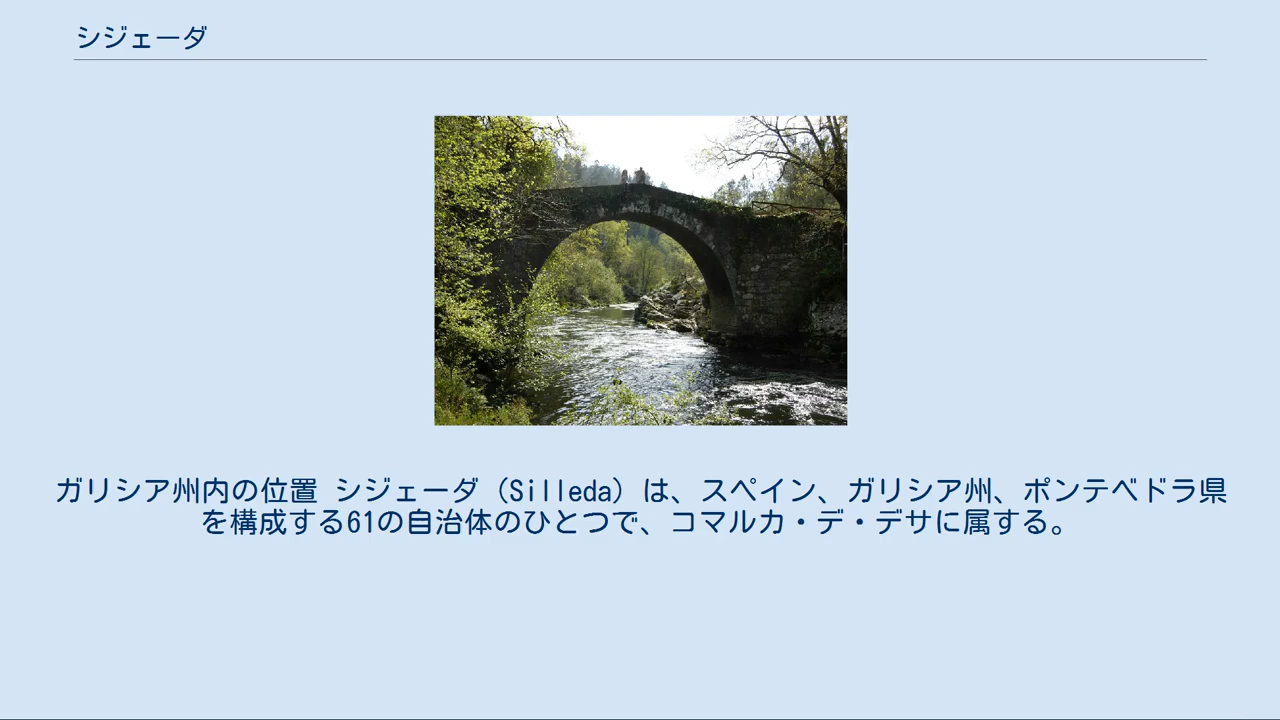 シジェーダ
ガリシア州内の位置 シジェーダ（Silleda）は、スペイン、ガリシア州、ポンテベドラ県
を構成する61の自治体のひとつで、コマルカ・デ・デサに属する。